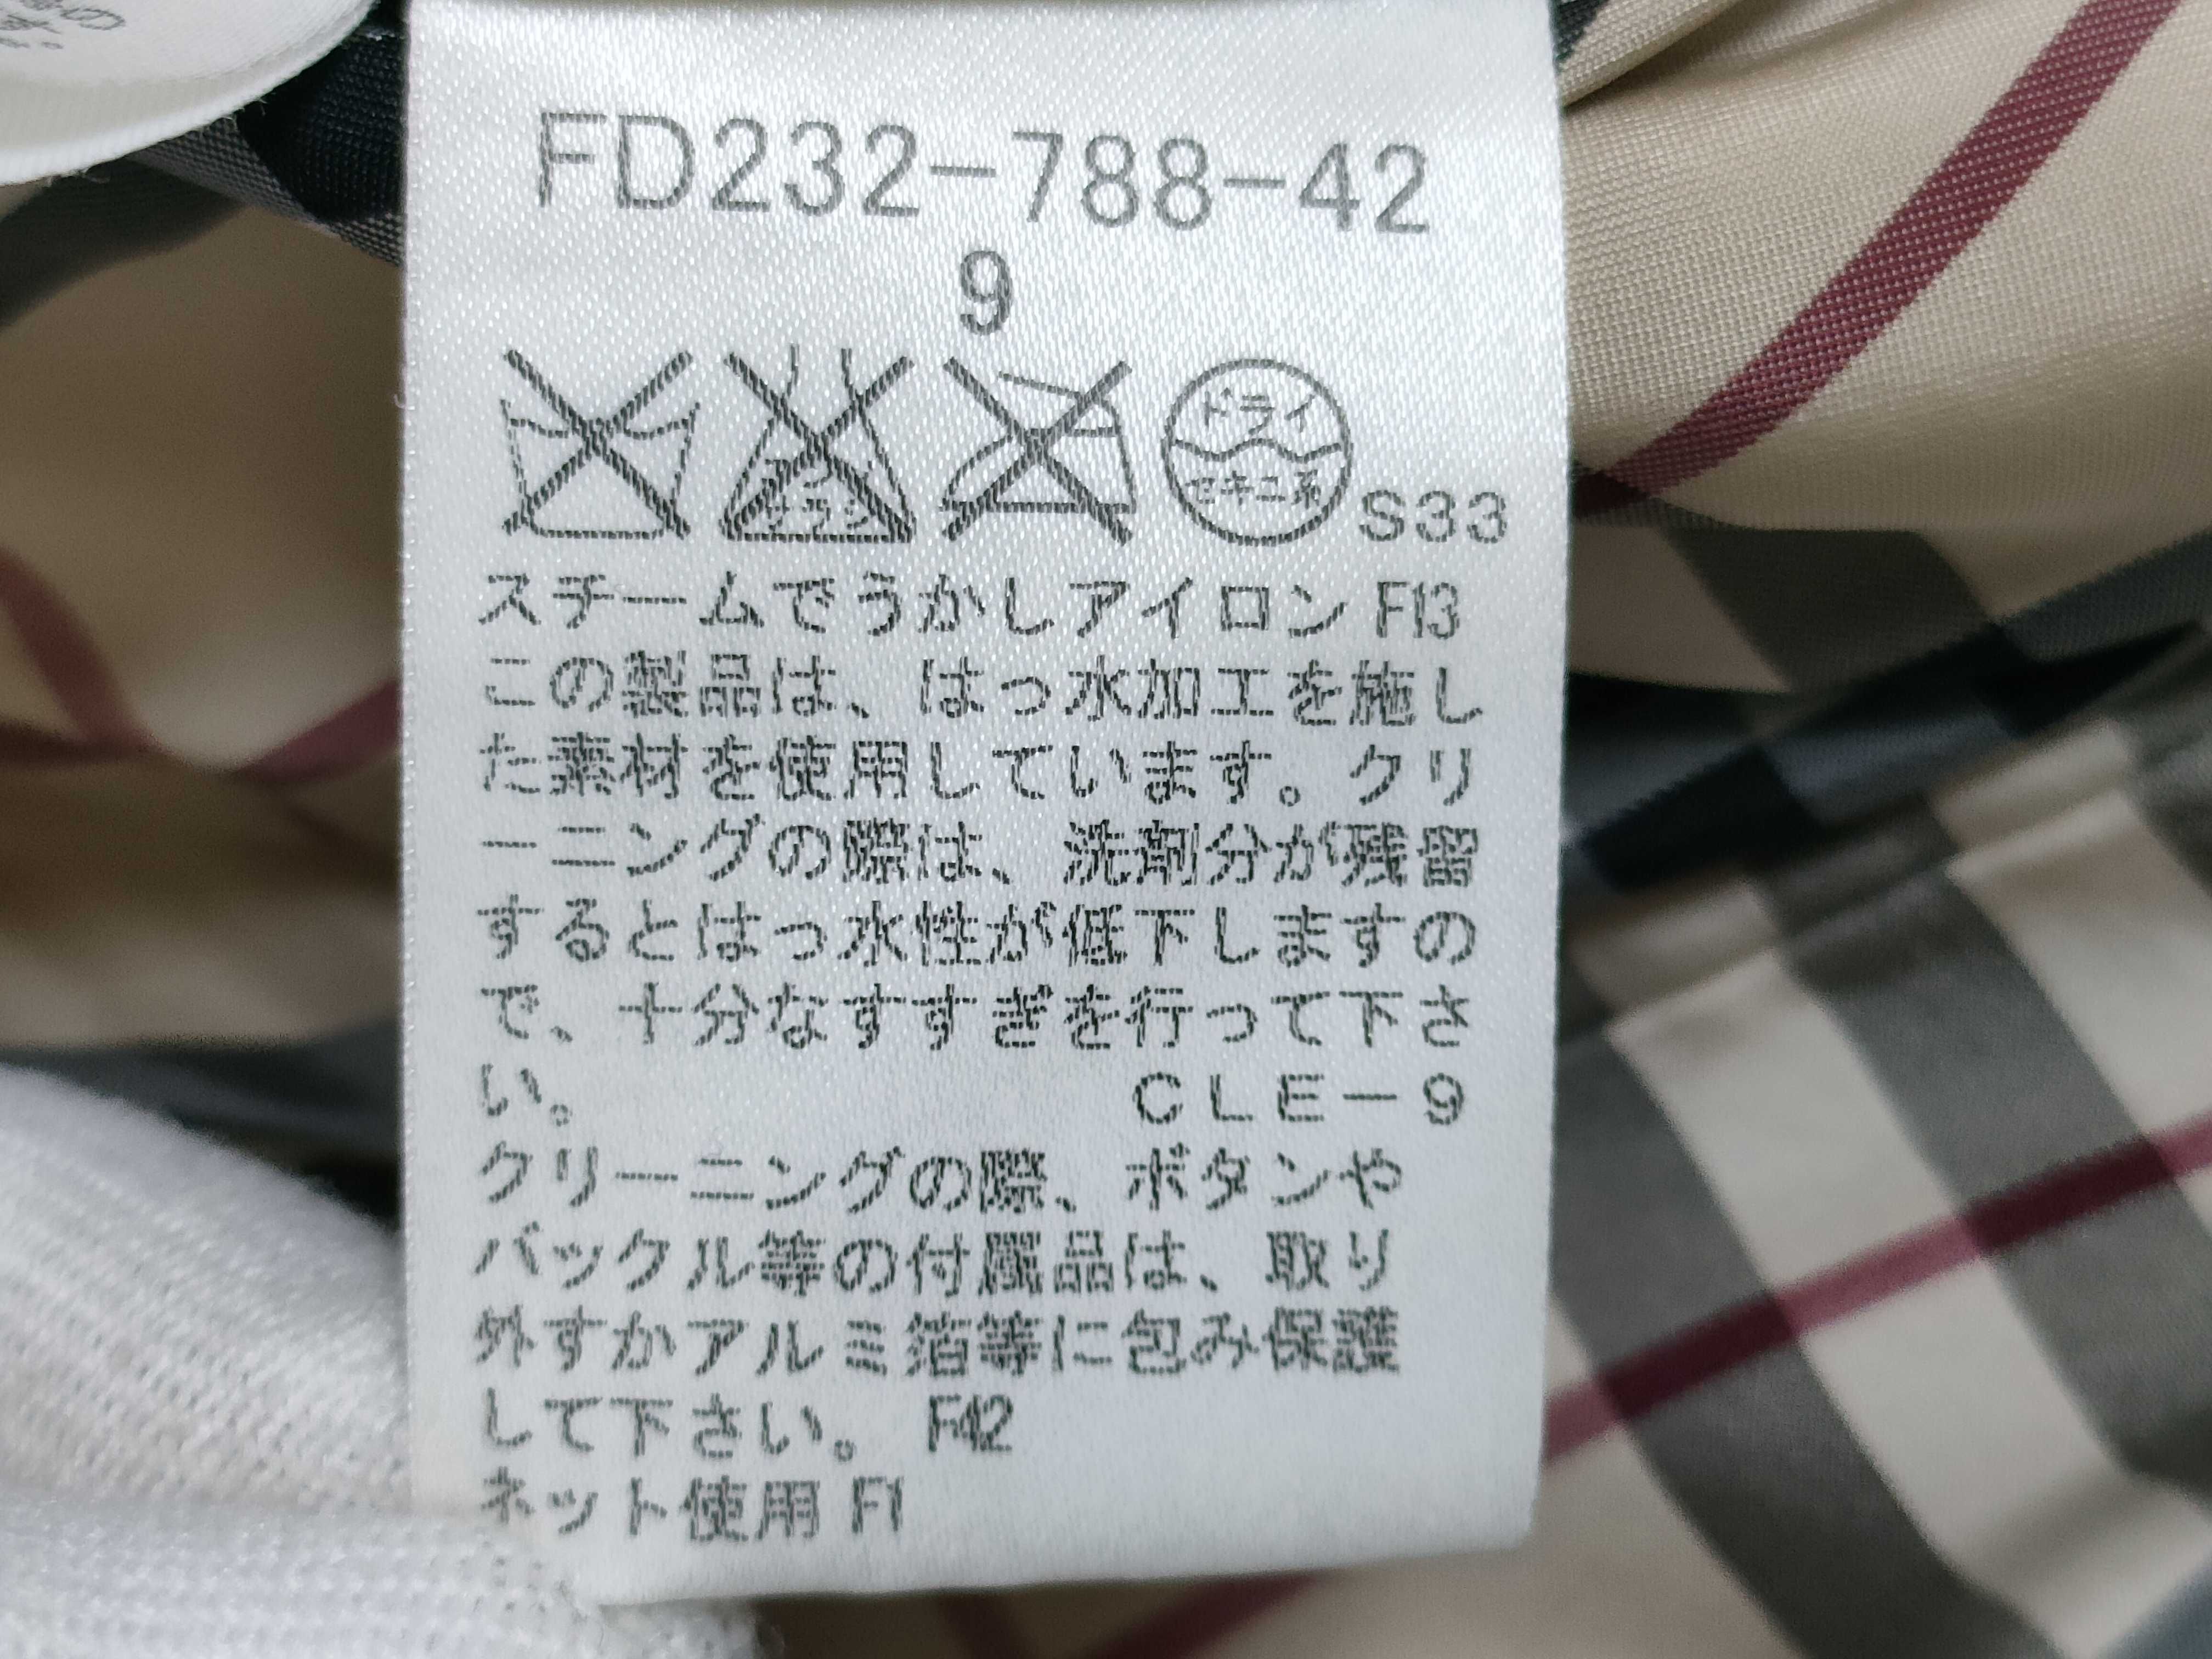 FD232-788-42
9
ドライ
セキユ系
S33
スチームでうかしアイロン F13
この製品は、はっ水加工を施し
た素材を使用しています。クリ
ーニングの際は、洗剤分が残留
するとはっ水性が低下しますの
で、十分なすすぎを行って下さ
い。 CLE-9
クリーニングの際、ボタンや
バックル等の付属品は、取り
外すかアルミ箔等に包み保護
して下さい。 F42
ネット使用 F1